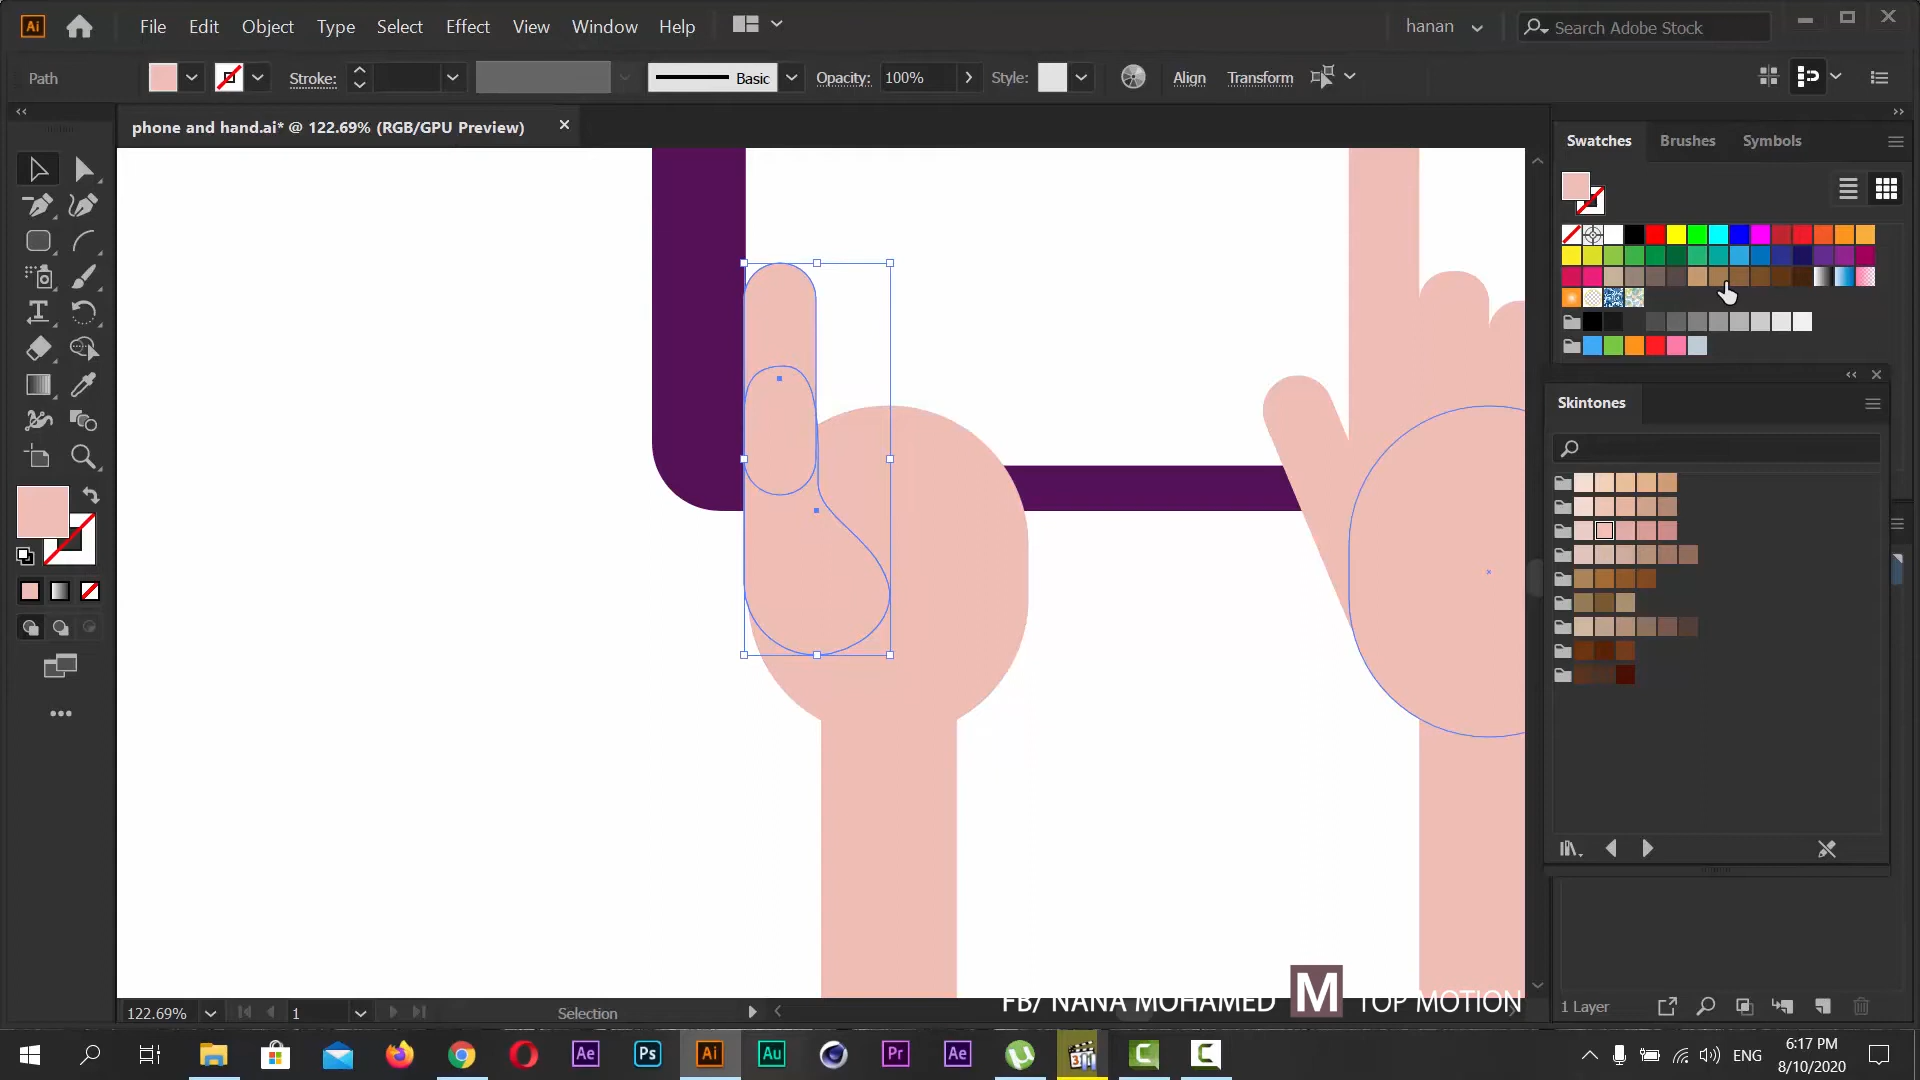 Ai File Edit Object Type Select Effect View Window Help hanan Search Adobe Stock
Path Stroke: Basic Opacity: 100% Style: Align Transform
phone and hand.ai* @ 122.69% (RGB/GPU Preview)
Swatches Brushes Symbols
Skintones
FB/ NANA MOHAMED M TOP MOTION
122.69% 1 Selection
1 Layer
Ae Ps Ai Au Pr Ae ENG
6:17 PM
8/10/2020